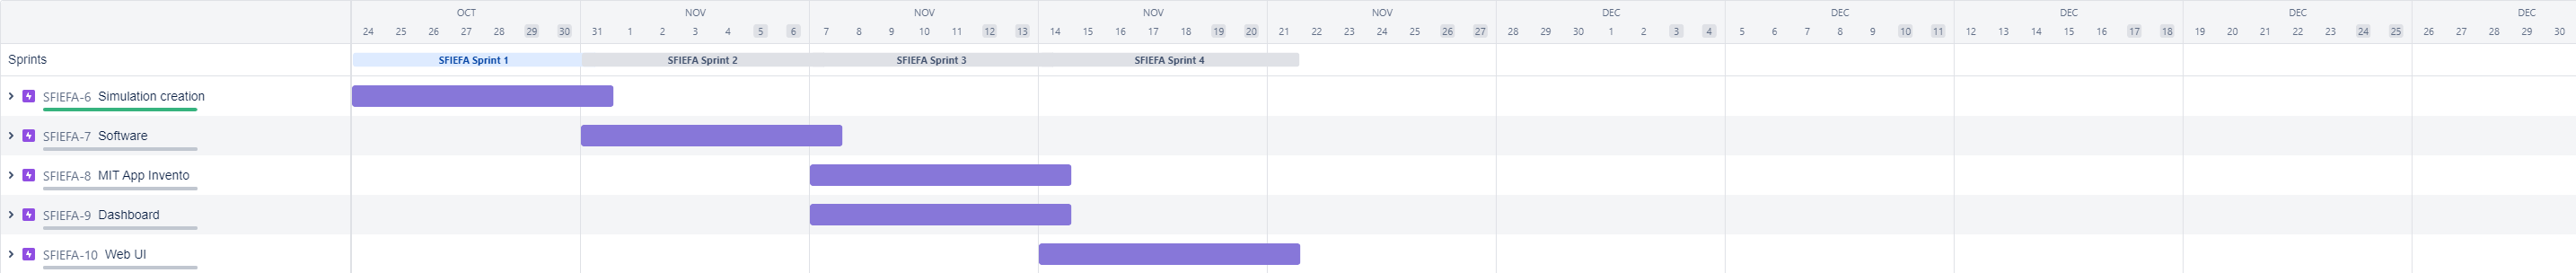 OCT NOV NOV NOV NOV DEC DEC DEC DEC DEC
24 25 26 27 28 29 30 31 1 2 3 4 5 6 7 8 9 10 11 12 13 14 15 16 17 18 19 20 21 22 23 24 25 26 27 28 29 30 1 2 3 4 5 6 7 8 9 10 11 12 13 14 15 16 17 18 19 20 21 22 23 24 25 26 27 28 29 30
Sprints SFIEFA Sprint 1 SFIEFA Sprint 2 SFIEFA Sprint 3 SFIEFA Sprint 4
SFIEFA-6 Simulation creation
SFIEFA-7 Software
SFIEFA-8 MIT App Invento
SFIEFA-9 Dashboard
SFIEFA-10 Web UI